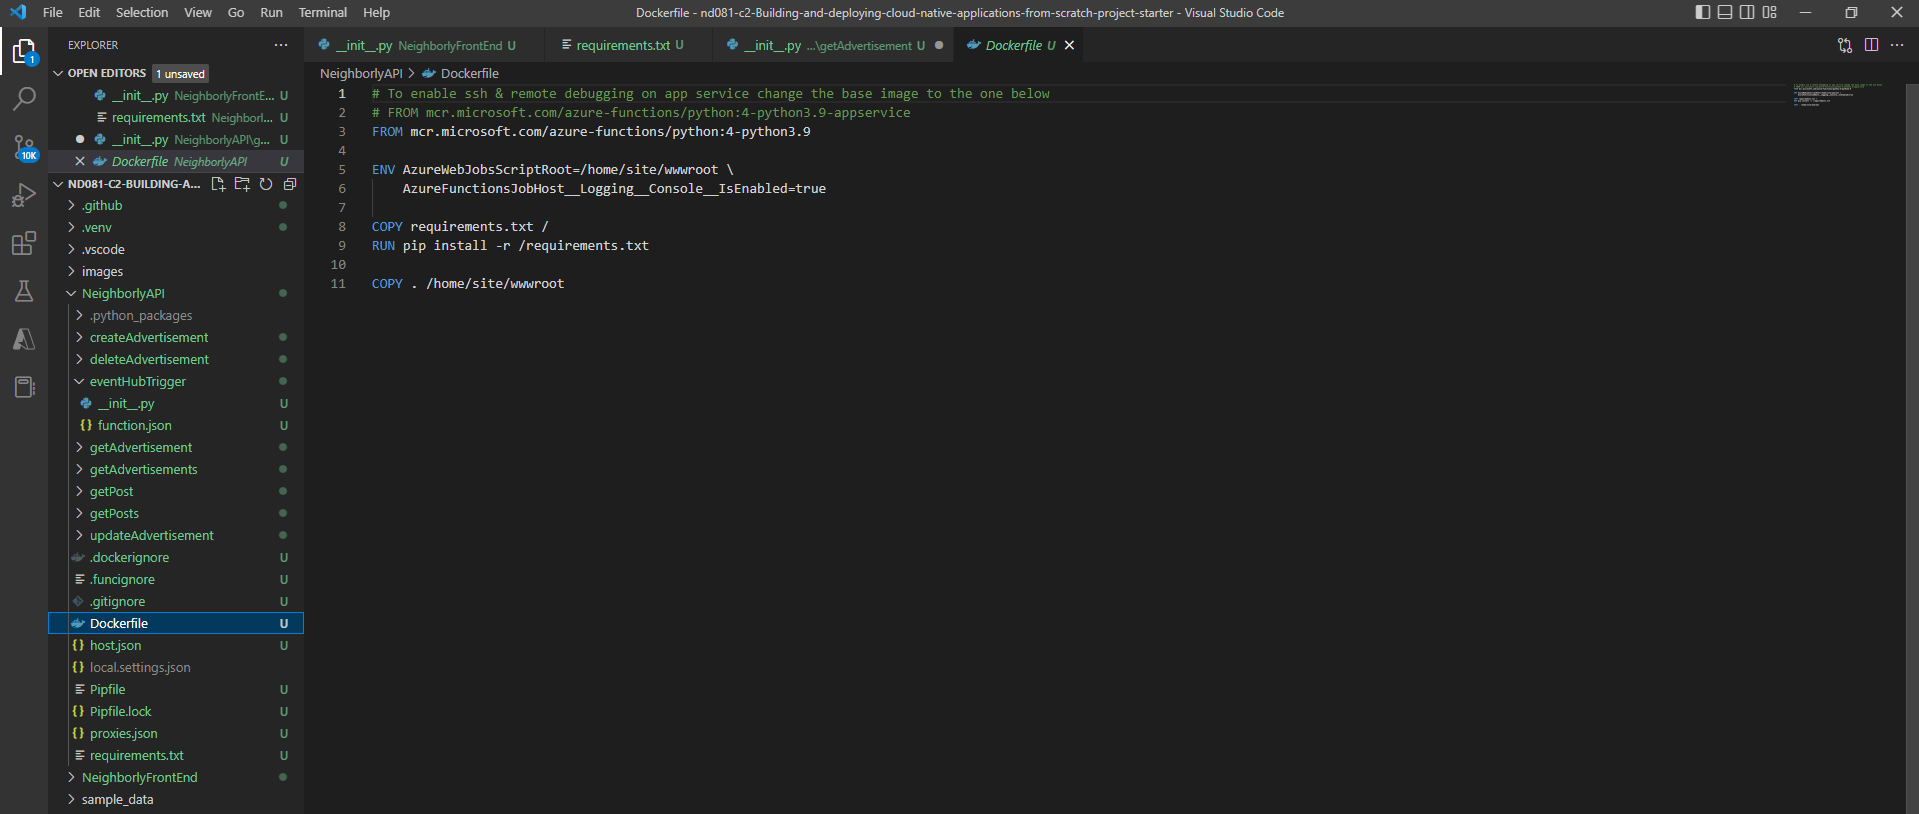 File Edit Selection View Go Run Terminal Help
Dockerfile - nd081-c2-Building-and-deploying-cloud-native-applications-from-scratch-project-starter - Visual Studio Code
1
10K
EXPLORER
OPEN EDITORS 1 unsaved
__init__.py NeighborlyFrontE... U
requirements.txt Neighborl... U
__init__.py NeighborlyAPI\g... U
Dockerfile NeighborlyAPI U
ND081-C2-BUILDING-A...
.github
.venv
.vscode
images
NeighborlyAPI
.python_packages
createAdvertisement
deleteAdvertisement
eventHubTrigger
__init__.py U
{} function.json U
getAdvertisement
getAdvertisements
getPost
getPosts
updateAdvertisement
.dockerignore U
.funcignore U
.gitignore U
Dockerfile U
{} host.json U
{} local.settings.json
Pipfile U
{} Pipfile.lock U
{} proxies.json U
requirements.txt U
NeighborlyFrontEnd
sample_data
__init__.py NeighborlyFrontEnd U
requirements.txt U
__init__.py ...\getAdvertisement U
Dockerfile U
NeighborlyAPI > Dockerfile
1 # To enable ssh & remote debugging on app service change the base image to the one below
2 # FROM mcr.microsoft.com/azure-functions/python:4-python3.9-appservice
3 FROM mcr.microsoft.com/azure-functions/python:4-python3.9
4
5 ENV AzureWebJobsScriptRoot=/home/site/wwwroot \
6 AzureFunctionsJobHost__Logging__Console__IsEnabled=true
7
8 COPY requirements.txt /
9 RUN pip install -r /requirements.txt
10
11 COPY . /home/site/wwwroot